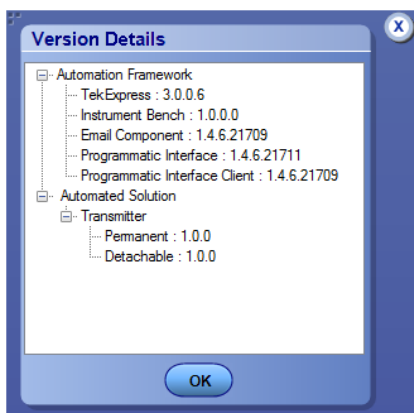 Version Details
X
Automation Framework
TekExpress : 3.0.0.6
Instrument Bench : 1.0.0.0
Email Component : 1.4.6.21709
Programmatic Interface : 1.4.6.21711
Programmatic Interface Client : 1.4.6.21709
Automated Solution
Transmitter
Permanent : 1.0.0
Detachable : 1.0.0
OK